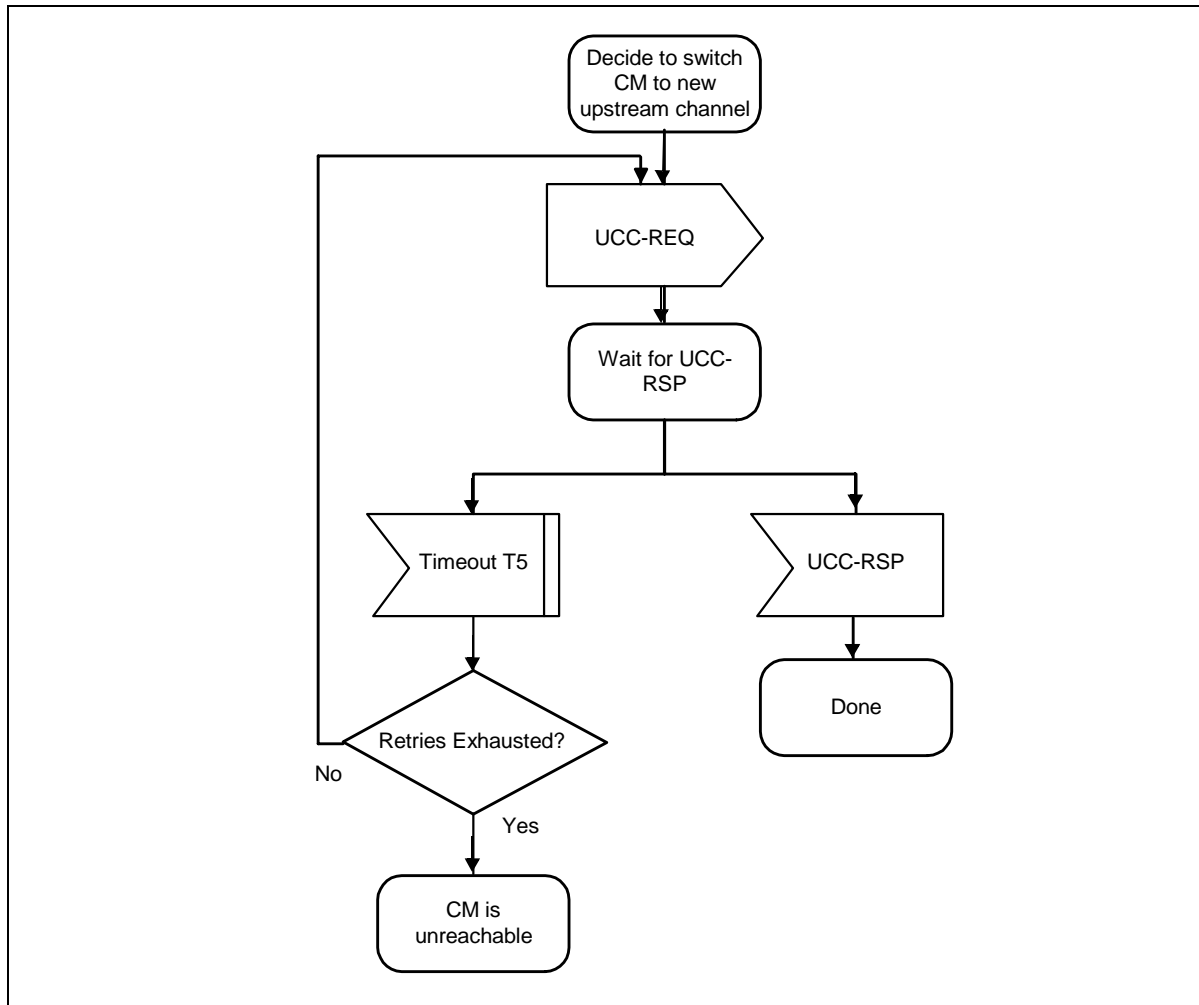 Decide to switch
CM to new
upstream channel
UCC-REQ
Wait for UCC-
RSP
Timeout T5
UCC-RSP
Retries Exhausted?
Done
No
Yes
CM is
unreachable